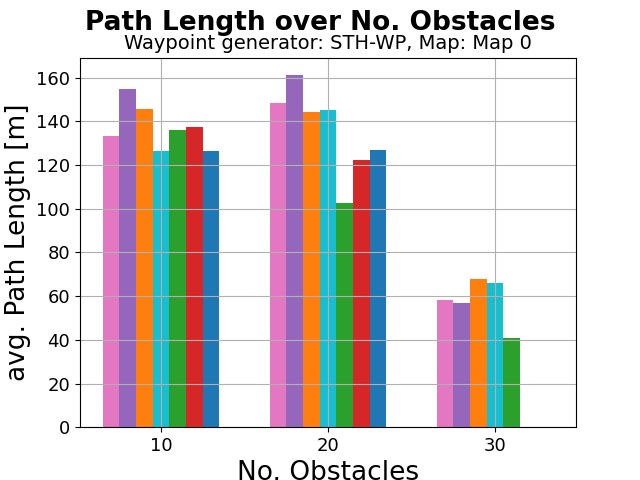 Path Length over No. Obstacles
Waypoint generator: STH-WP, Map: Map 0
avg. Path Length [m]
160
140
120
100
80
60
40
20
0
10 20 30
No. Obstacles